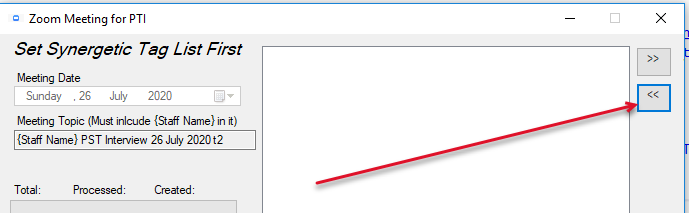 Zoom Meeting for PTI
Set Synergetic Tag List First
>>
Meeting Date
Sunday , 26 July 2020
<<
Meeting Topic (Must inlcude {Staff Name} in it)
{Staff Name} PST Interview 26 July 2020 t2
Total: Processed: Created: